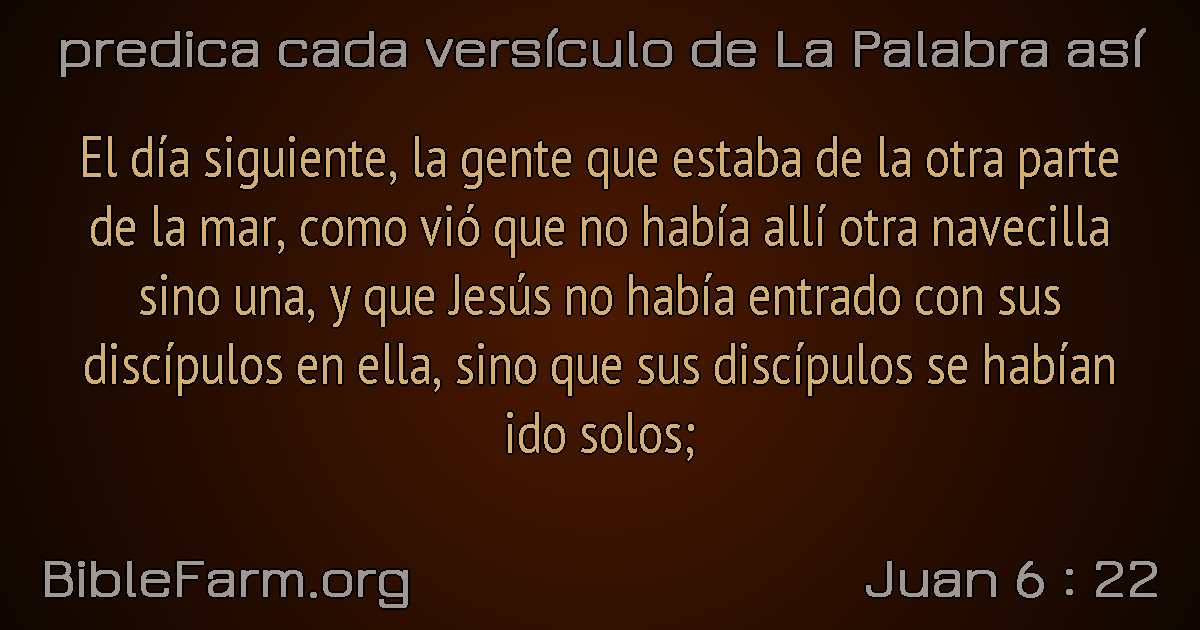 predica cada versículo de La Palabra así
El día siguiente, la gente que estaba de la otra parte
de la mar, como vió que no había allí otra navecilla
sino una, y que Jesús no había entrado con sus
discípulos en ella, sino que sus discípulos se habían
ido solos;
BibleFarm.org
Juan 6 : 22